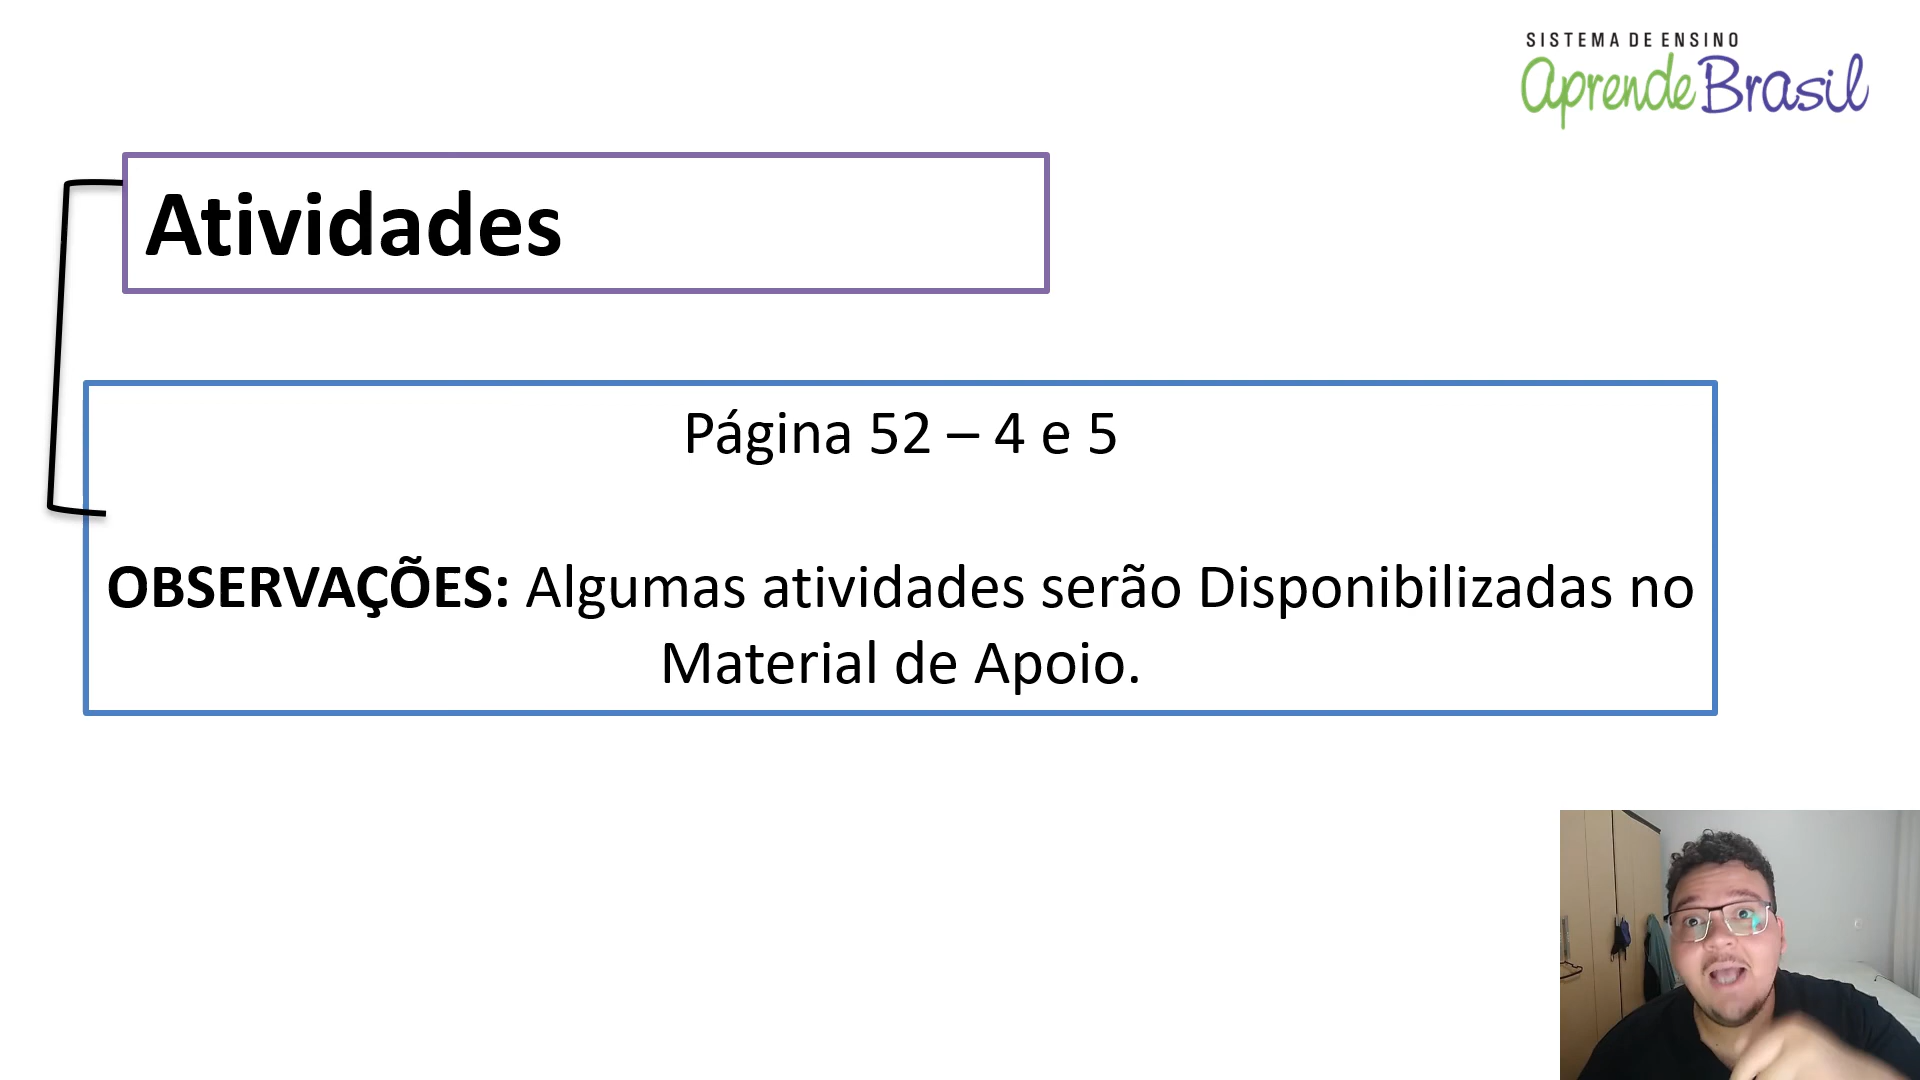 SISTEMA DE ENSINO
aprende Brasil
Atividades
Página 52 – 4 e 5
OBSERVAÇÕES: Algumas atividades serão Disponibilizadas no
Material de Apoio.